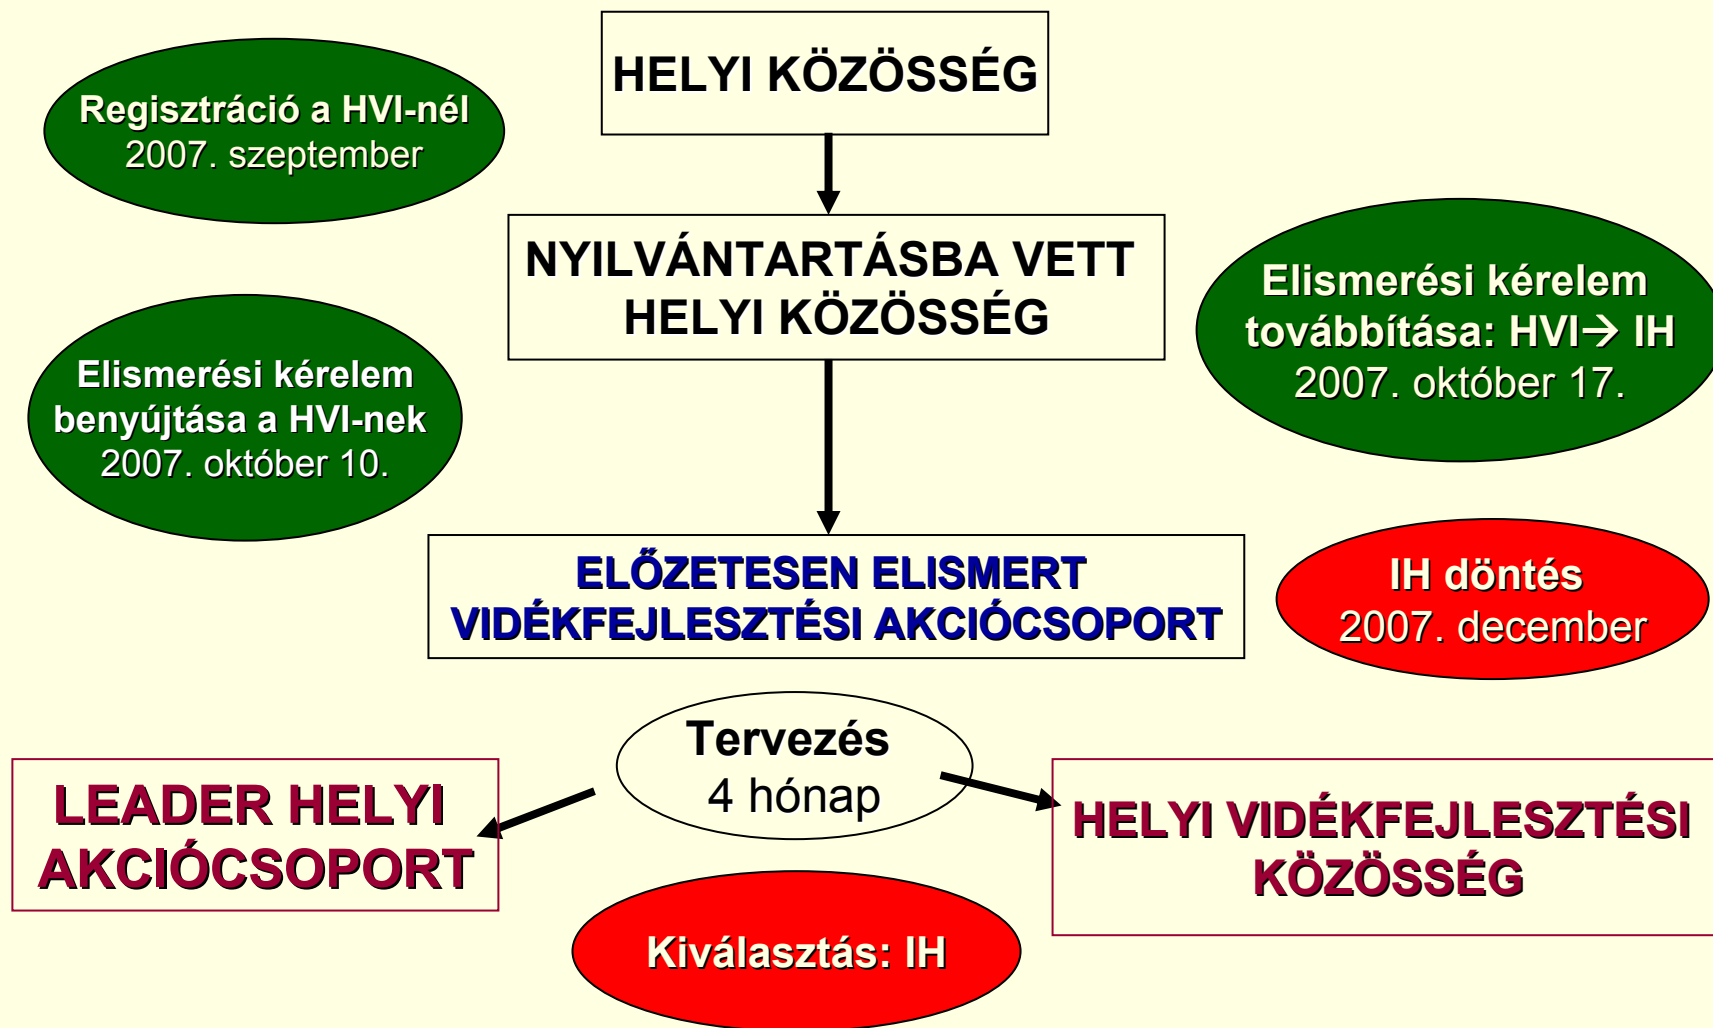 HELYI KÖZÖSSÉG
Regisztráció a HVI-nél
2007. szeptember
NYILVÁNTARTÁSBA VETT
HELYI KÖZÖSSÉG
Elismerési kérelem
továbbítása: HVI→ IH
2007. október 17.
Elismerési kérelem
benyújtása a HVI-nek
2007. október 10.
ELŐZETESEN ELISMERT
VIDÉKFEJLESZTÉSI AKCIÓCSOPORT
IH döntés
2007. december
Tervezés
4 hónap
LEADER HELYI
AKCIÓCSOPORT
HELYI VIDÉKFEJLESZTÉSI
KÖZÖSSÉG
Kiválasztás: IH